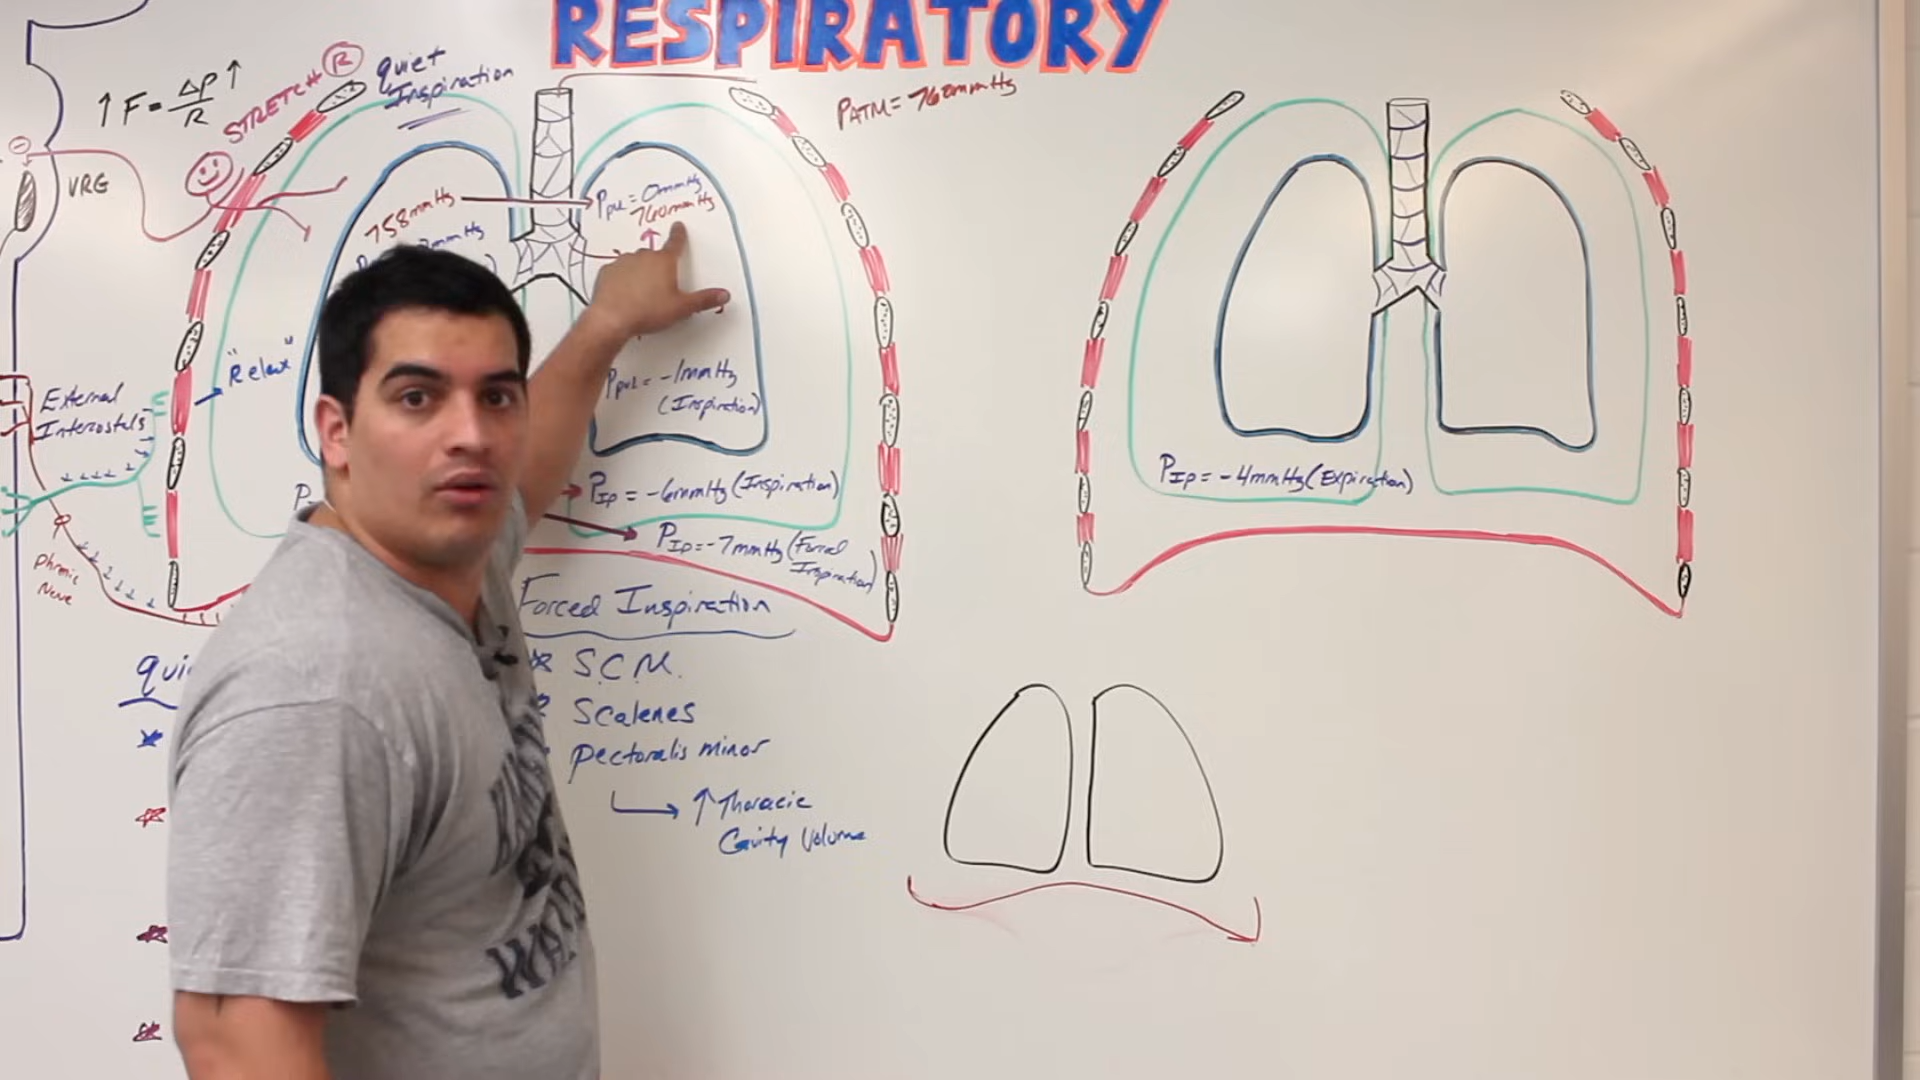 RESPIRATORY
↑ F = ΔP ↑
R
STRETCH R
quiet
Inspiration
PATM = 760mmHg
VRG
758mmHg
Ppul = 0mmHg
760mmHg
"Relax"
External
Intercostals
Ppul = -1mmHg
(Inspiration)
PIP = -6mmHg (Inspiration)
PIP = -7mmHg (Forced
Inspiration)
Phrenic
Nerve
Forced Inspiration
S.C.M.
Scalenes
Pectoralis minor
↑ Thoracic
Cavity Volume
PIP = -4mmHg (Expiration)